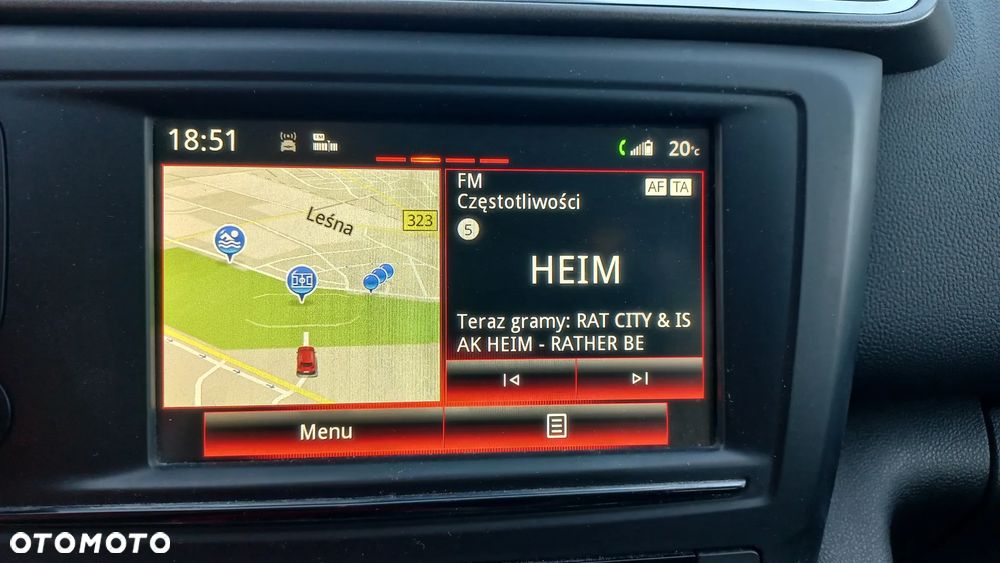 18:51
20°c
Leśna
323
FM
AF TA
Częstotliwości
5
HEIM
Teraz gramy: RAT CITY & IS
AK HEIM - RATHER BE
Menu
OTOMOTO